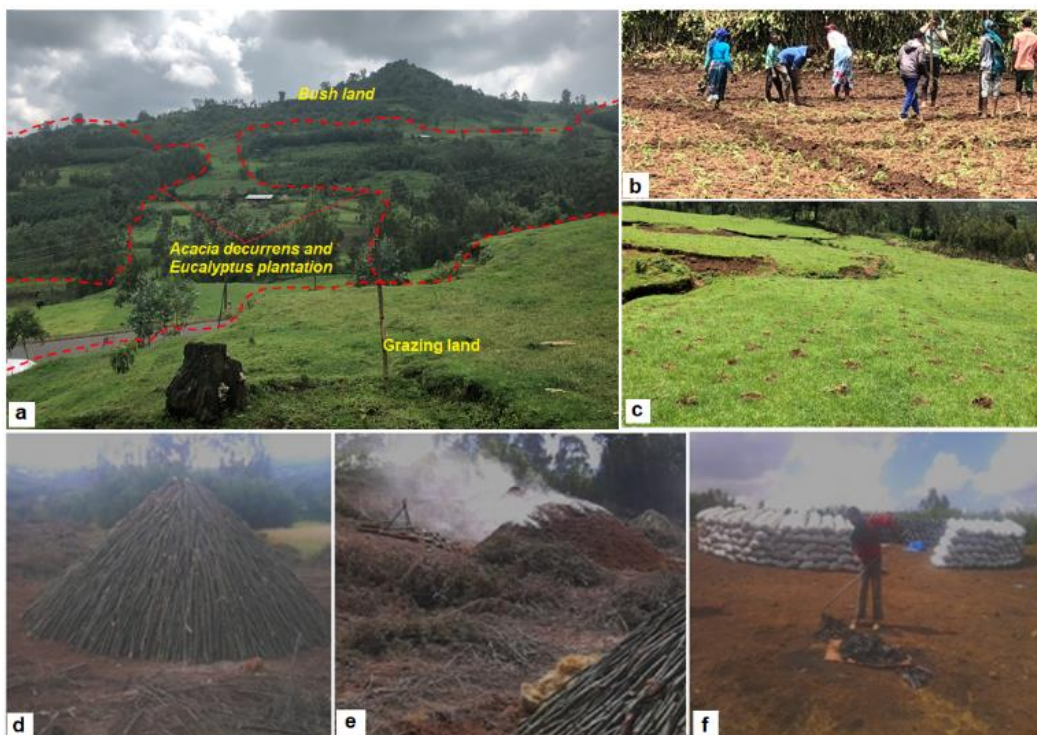 Bush land
Acacia decurrens and
Eucalyptus plantation
Grazing land
a
b
c
d
e
f